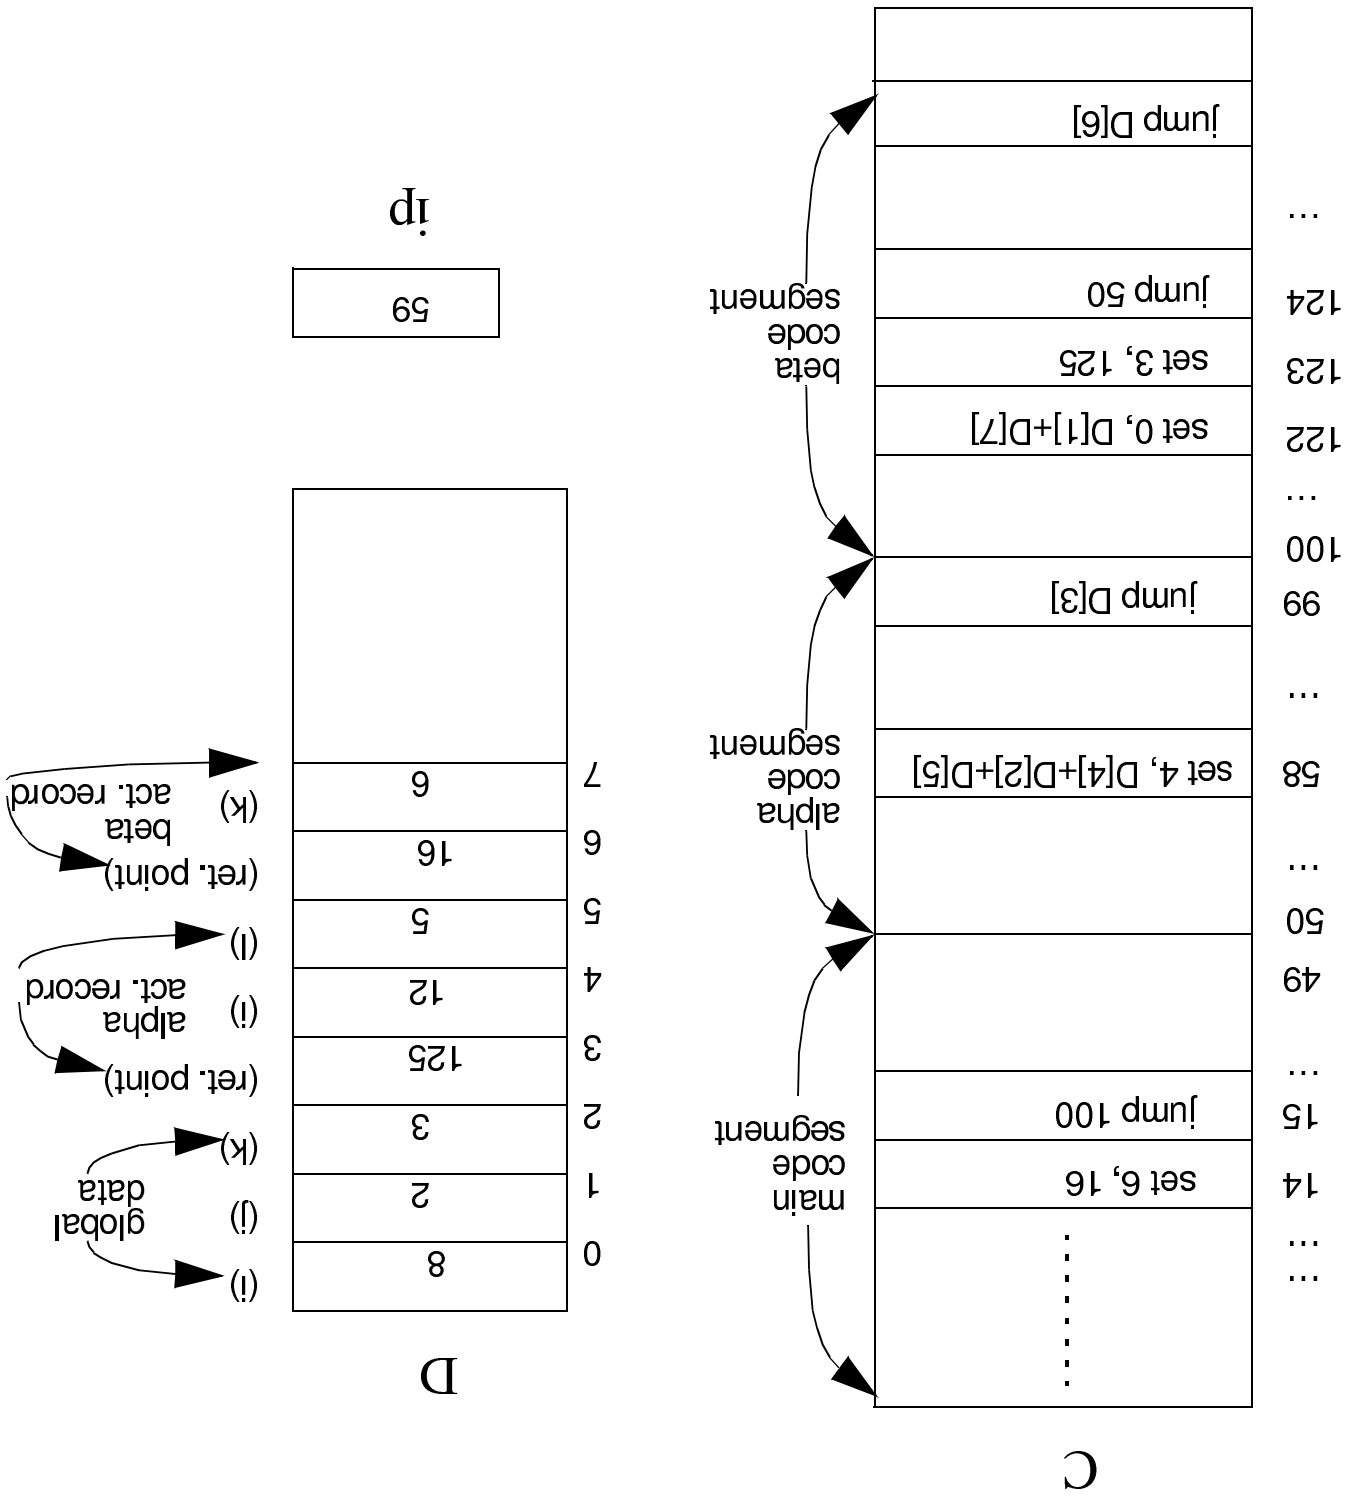 C
...
...
14 set 6, 16
15 jump 100
...
49
50
...
58 set 4, D[4]+D[2]+D[5]
...
99 jump D[3]
100
...
122 set 0, D[1]+D[7]
123 set 3, 125
124 jump 50
...
jump D[6]
main
code
segment
alpha
code
segment
beta
code
segment
D
0 8 (i)
1 2 (j)
2 3 (k)
3 125 (ret. point)
4 12 (i)
5 5 (l)
6 16 (ret. point)
7 6 (k)
global
data
alpha
act. record
beta
act. record
59
ip